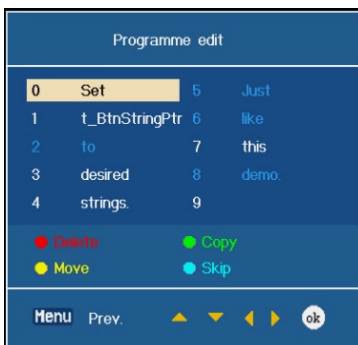 Programme edit
0 Set 5 Just
1 t_BtnStringPtr 6 like
2 to 7 this
3 desired 8 demo.
4 strings. 9
Delete Copy
Move Skip
Menu Prev. ok